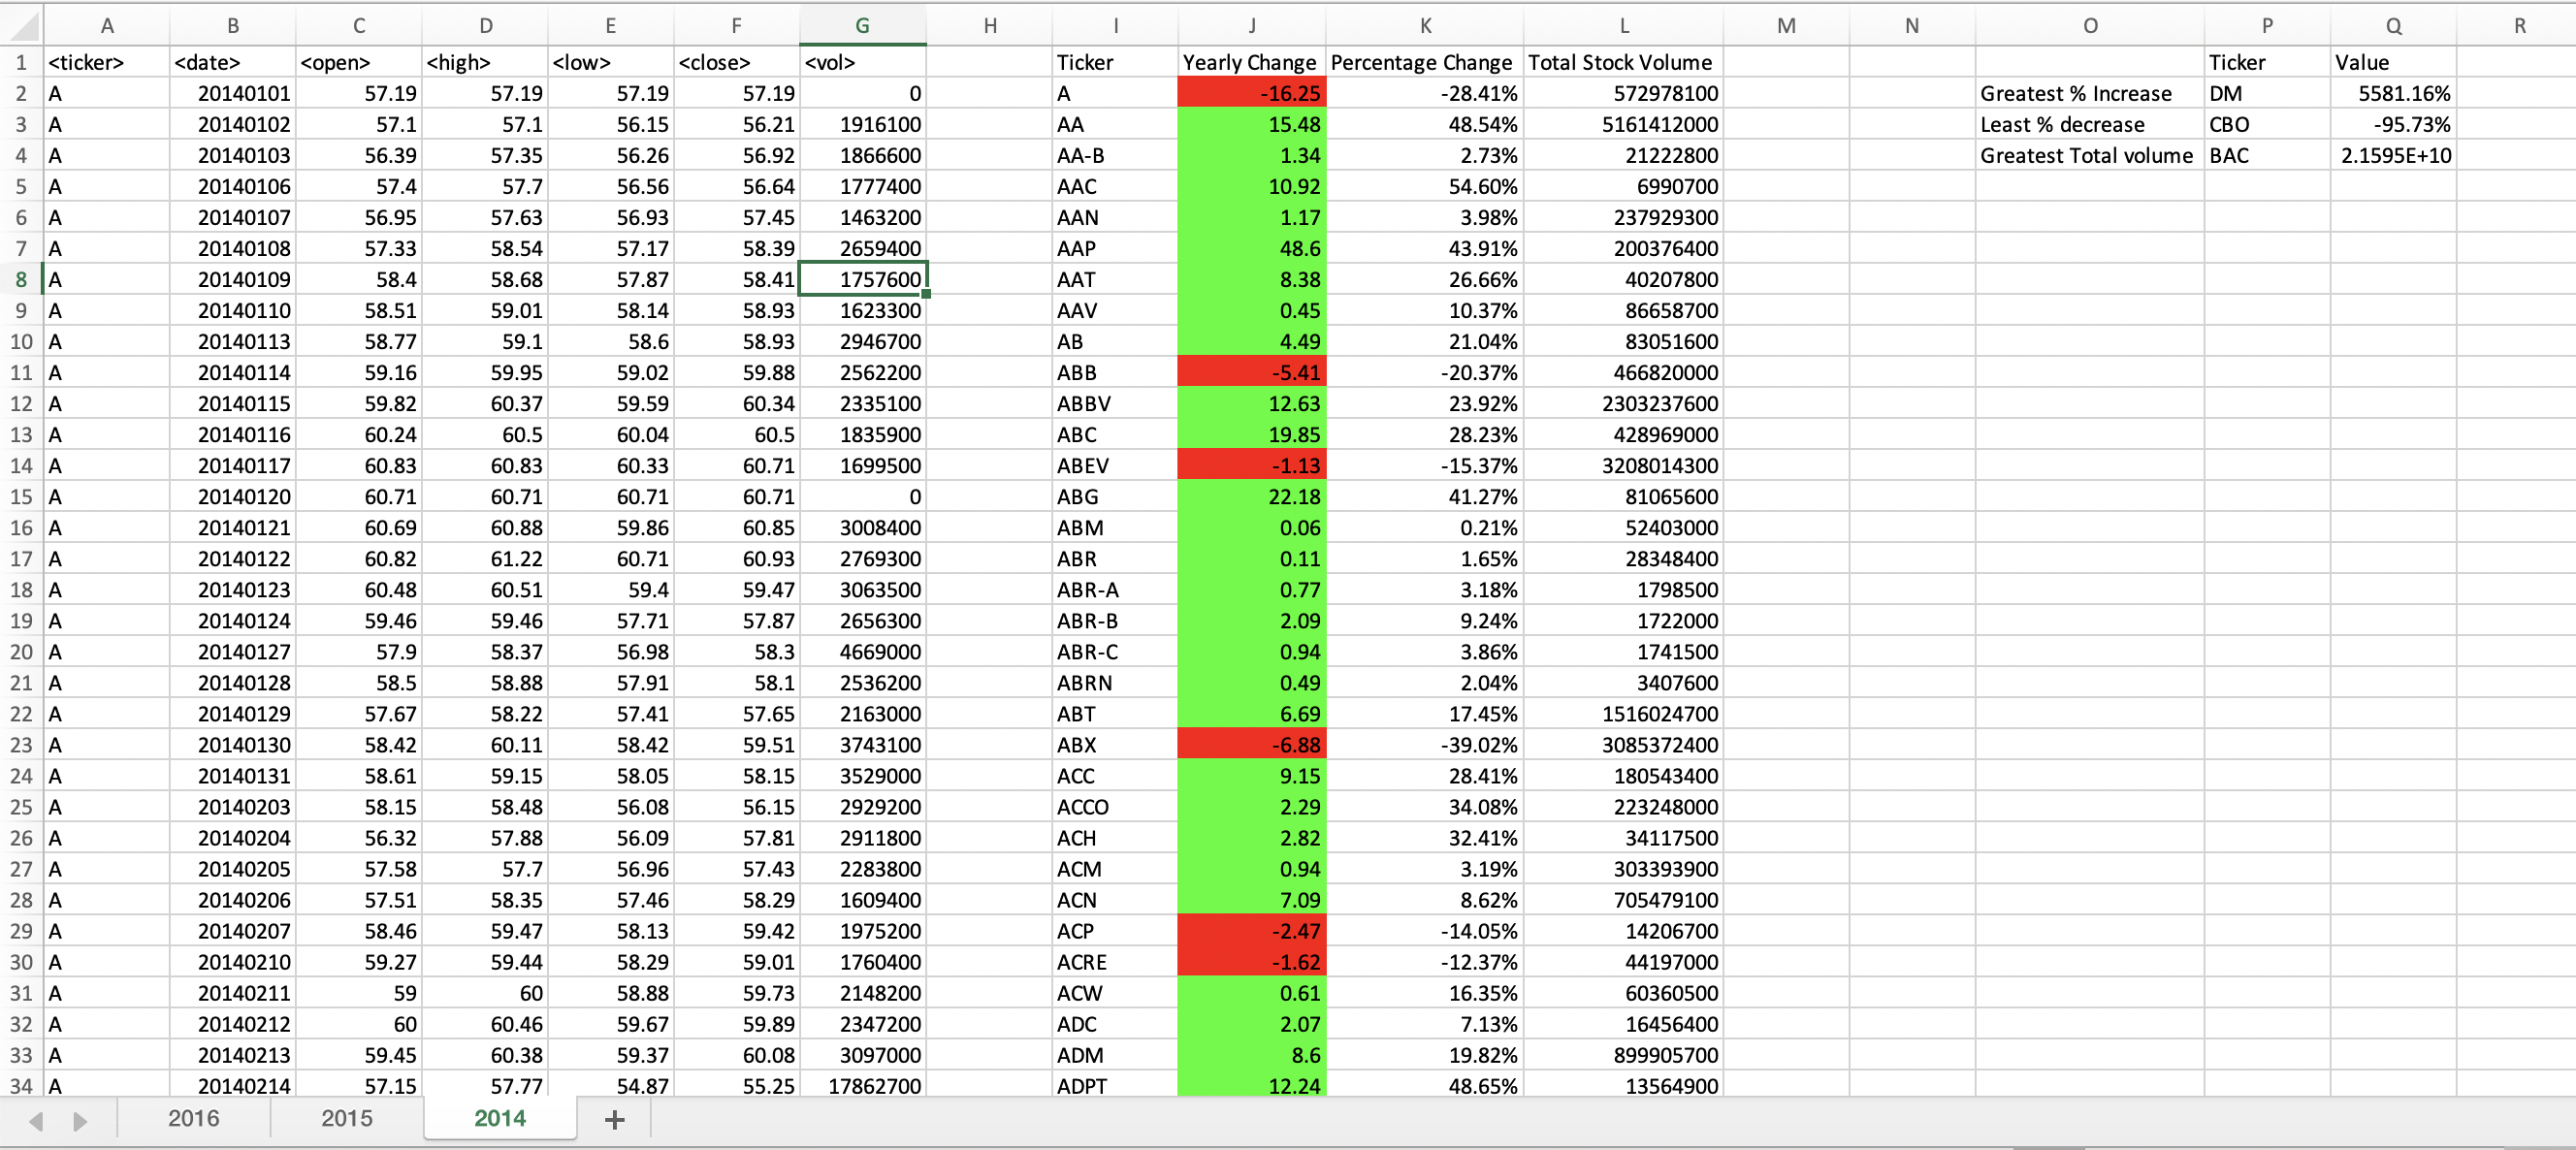 A B C D E F G H I J K L M N O P Q R
1 <ticker> <date> <open> <high> <low> <close> <vol> Ticker Yearly Change Percentage Change Total Stock Volume Ticker Value
2 A 20140101 57.19 57.19 57.19 57.19 0 A -16.25 -28.41% 572978100 Greatest % Increase DM 5581.16%
3 A 20140102 57.1 57.1 56.15 56.21 1916100 AA 15.48 48.54% 5161412000 Least % decrease CBO -95.73%
4 A 20140103 56.39 57.35 56.26 56.92 1866600 AA-B 1.34 2.73% 21222800 Greatest Total volume BAC 2.1595E+10
5 A 20140106 57.4 57.7 56.56 56.64 1777400 AAC 10.92 54.60% 6990700
6 A 20140107 56.95 57.63 56.93 57.45 1463200 AAN 1.17 3.98% 237929300
7 A 20140108 57.33 58.54 57.17 58.39 2659400 AAP 48.6 43.91% 200376400
8 A 20140109 58.4 58.68 57.87 58.41 1757600 AAT 8.38 26.66% 40207800
9 A 20140110 58.51 59.01 58.14 58.93 1623300 AAV 0.45 10.37% 86658700
10 A 20140113 58.77 59.1 58.6 58.93 2946700 AB 4.49 21.04% 83051600
11 A 20140114 59.16 59.95 59.02 59.88 2562200 ABB -5.41 -20.37% 466820000
12 A 20140115 59.82 60.37 59.59 60.34 2335100 ABBV 12.63 23.92% 2303237600
13 A 20140116 60.24 60.5 60.04 60.5 1835900 ABC 19.85 28.23% 428969000
14 A 20140117 60.83 60.83 60.33 60.71 1699500 ABEV -1.13 -15.37% 3208014300
15 A 20140120 60.71 60.71 60.71 60.71 0 ABG 22.18 41.27% 81065600
16 A 20140121 60.69 60.88 59.86 60.85 3008400 ABM 0.06 0.21% 52403000
17 A 20140122 60.82 61.22 60.71 60.93 2769300 ABR 0.11 1.65% 28348400
18 A 20140123 60.48 60.51 59.4 59.47 3063500 ABR-A 0.77 3.18% 1798500
19 A 20140124 59.46 59.46 57.71 57.87 2656300 ABR-B 2.09 9.24% 1722000
20 A 20140127 57.9 58.37 56.98 58.3 4669000 ABR-C 0.94 3.86% 1741500
21 A 20140128 58.5 58.88 57.91 58.1 2536200 ABRN 0.49 2.04% 3407600
22 A 20140129 57.67 58.22 57.41 57.65 2163000 ABT 6.69 17.45% 1516024700
23 A 20140130 58.42 60.11 58.42 59.51 3743100 ABX -6.88 -39.02% 3085372400
24 A 20140131 58.61 59.15 58.05 58.15 3529000 ACC 9.15 28.41% 180543400
25 A 20140203 58.15 58.48 56.08 56.15 2929200 ACCO 2.29 34.08% 223248000
26 A 20140204 56.32 57.88 56.09 57.81 2911800 ACH 2.82 32.41% 34117500
27 A 20140205 57.58 57.7 56.96 57.43 2283800 ACM 0.94 3.19% 303393900
28 A 20140206 57.51 58.35 57.46 58.29 1609400 ACN 7.09 8.62% 705479100
29 A 20140207 58.46 59.47 58.13 59.42 1975200 ACP -2.47 -14.05% 14206700
30 A 20140210 59.27 59.44 58.29 59.01 1760400 ACRE -1.62 -12.37% 44197000
31 A 20140211 59 60 58.88 59.73 2148200 ACW 0.61 16.35% 60360500
32 A 20140212 60 60.46 59.67 59.89 2347200 ADC 2.07 7.13% 16456400
33 A 20140213 59.45 60.38 59.37 60.08 3097000 ADM 8.6 19.82% 899905700
34 A 20140214 57.15 57.77 54.87 55.25 17862700 ADPT 12.24 48.65% 13564900
2016 2015 2014 +